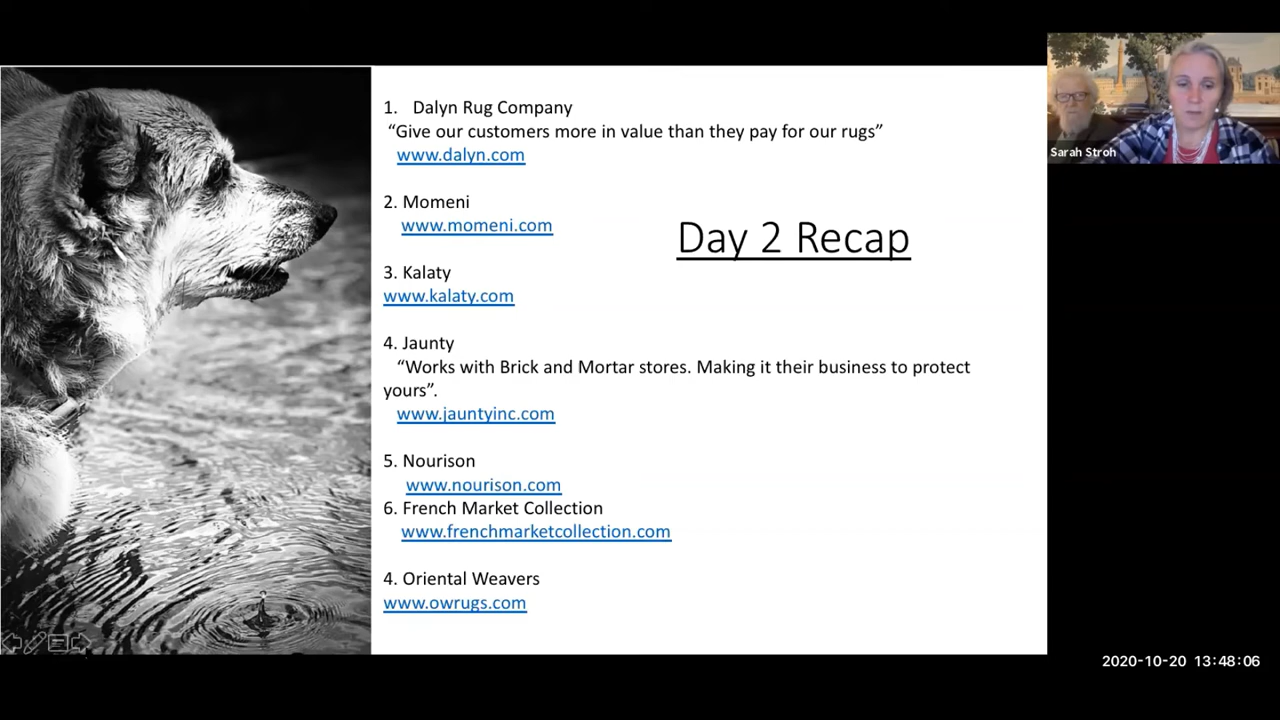 1. Dalyn Rug Company
“Give our customers more in value than they pay for our rugs”
www.dalyn.com
2. Momeni
www.momeni.com
Day 2 Recap
3. Kalaty
www.kalaty.com
4. Jaunty
“Works with Brick and Mortar stores. Making it their business to protect
yours”.
www.jauntyinc.com
5. Nourison
www.nourison.com
6. French Market Collection
www.frenchmarketcollection.com
4. Oriental Weavers
www.owrugs.com
Sarah Stroh
2020-10-20 13:48:06